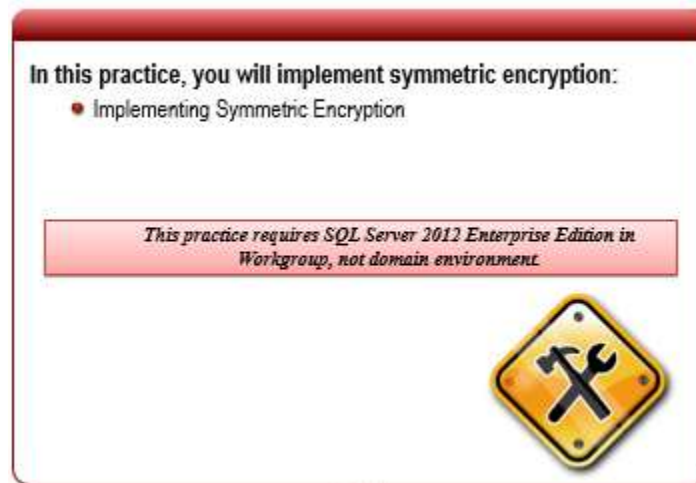 In this practice, you will implement symmetric encryption:
Implementing Symmetric Encryption
This practice requires SQL Server 2012 Enterprise Edition in
Workgroup, not domain environment.